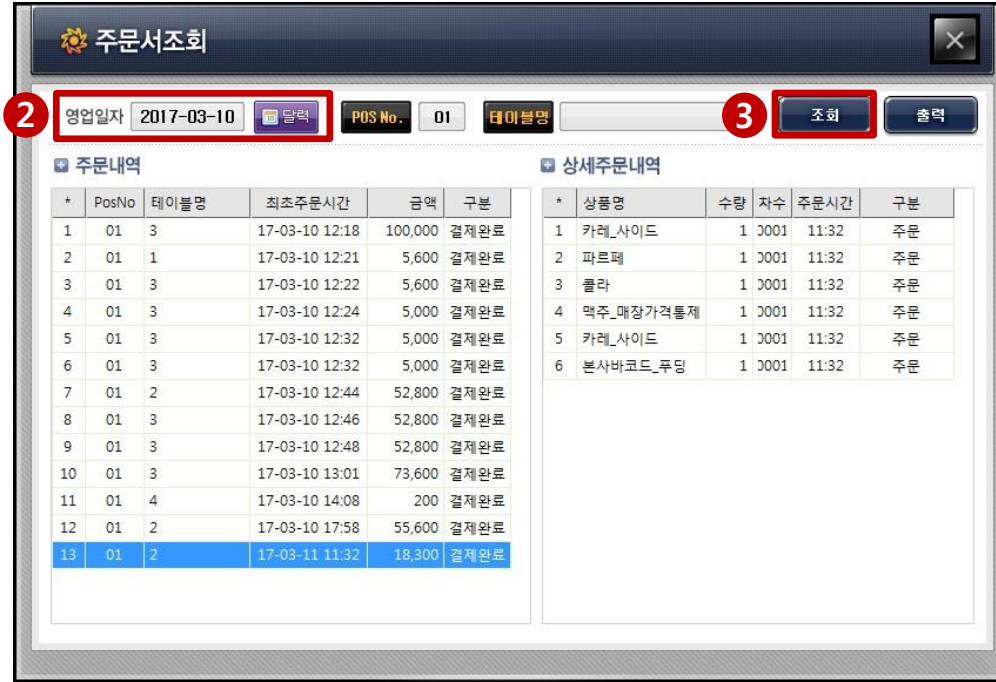 주문서조회
2 영업일자 2017-03-10 달력 POS No. 01 테이블명 3 조회 출력
주문내역
* PosNo 테이블명 최초주문시간 금액 구분
1 01 3 17-03-10 12:18 100,000 결제완료
2 01 1 17-03-10 12:21 5,600 결제완료
3 01 3 17-03-10 12:22 5,600 결제완료
4 01 3 17-03-10 12:24 5,000 결제완료
5 01 3 17-03-10 12:32 5,000 결제완료
6 01 3 17-03-10 12:32 5,000 결제완료
7 01 2 17-03-10 12:44 52,800 결제완료
8 01 3 17-03-10 12:46 52,800 결제완료
9 01 3 17-03-10 12:48 52,800 결제완료
10 01 3 17-03-10 13:01 73,600 결제완료
11 01 4 17-03-10 14:08 200 결제완료
12 01 2 17-03-10 17:58 55,600 결제완료
13 01 2 17-03-11 11:32 18,300 결제완료
상세주문내역
* 상품명 수량 차수 주문시간 구분
1 카레_사이드 1 0001 11:32 주문
2 파르페 1 0001 11:32 주문
3 콜라 1 0001 11:32 주문
4 맥주_매장가격통제 1 0001 11:32 주문
5 카레_사이드 1 0001 11:32 주문
6 본사바코드_푸딩 1 0001 11:32 주문